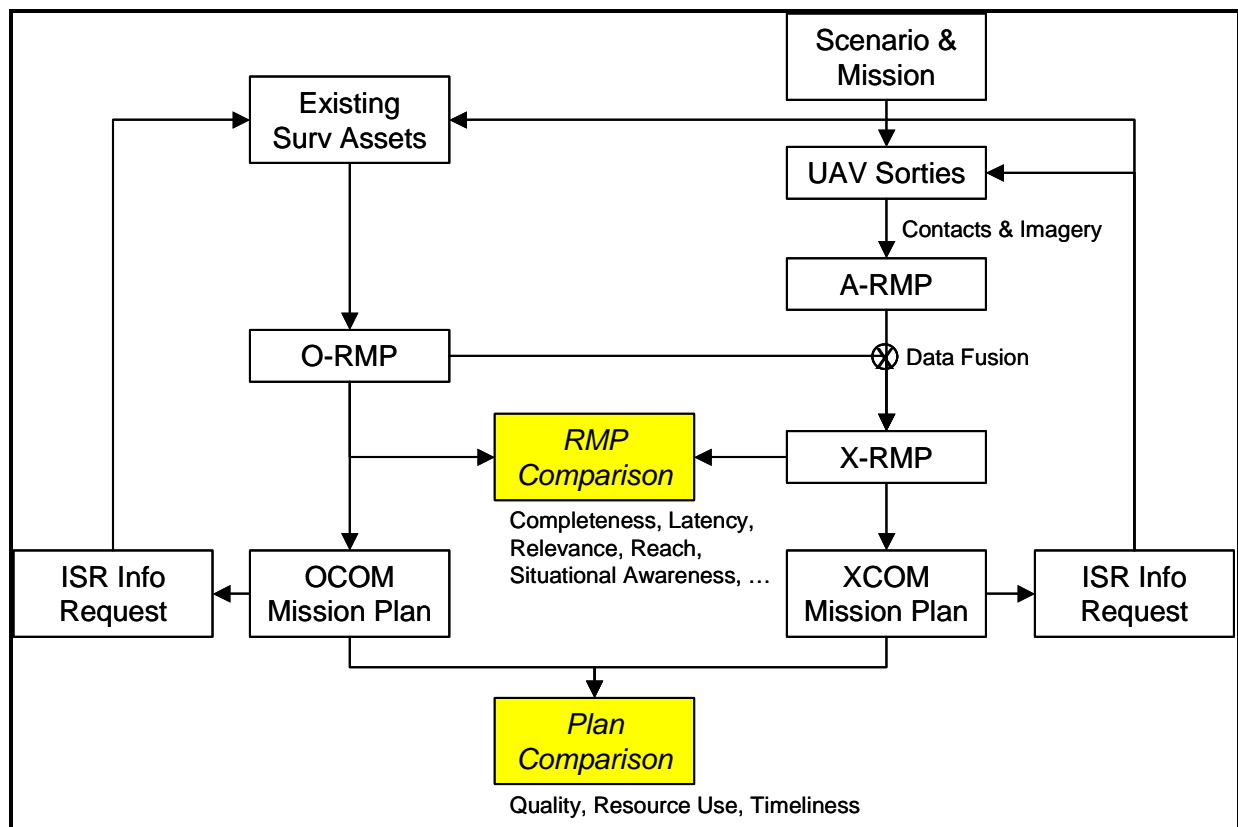 Scenario &
Mission
Existing
Surv Assets
UAV Sorties
Contacts & Imagery
A-RMP
O-RMP
X
Data Fusion
RMP
Comparison
X-RMP
Completeness, Latency,
Relevance, Reach,
Situational Awareness, …
ISR Info
Request
OCOM
Mission Plan
XCOM
Mission Plan
ISR Info
Request
Plan
Comparison
Quality, Resource Use, Timeliness